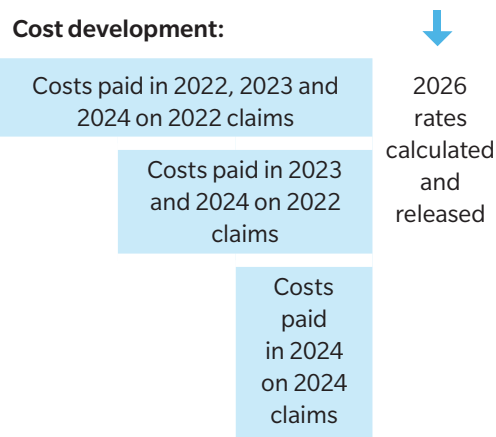 Cost development:
Costs paid in 2022, 2023 and
2024 on 2022 claims
2026
rates
calculated
and
released
Costs paid in 2023
and 2024 on 2022
claims
Costs
paid
in 2024
on 2024
claims